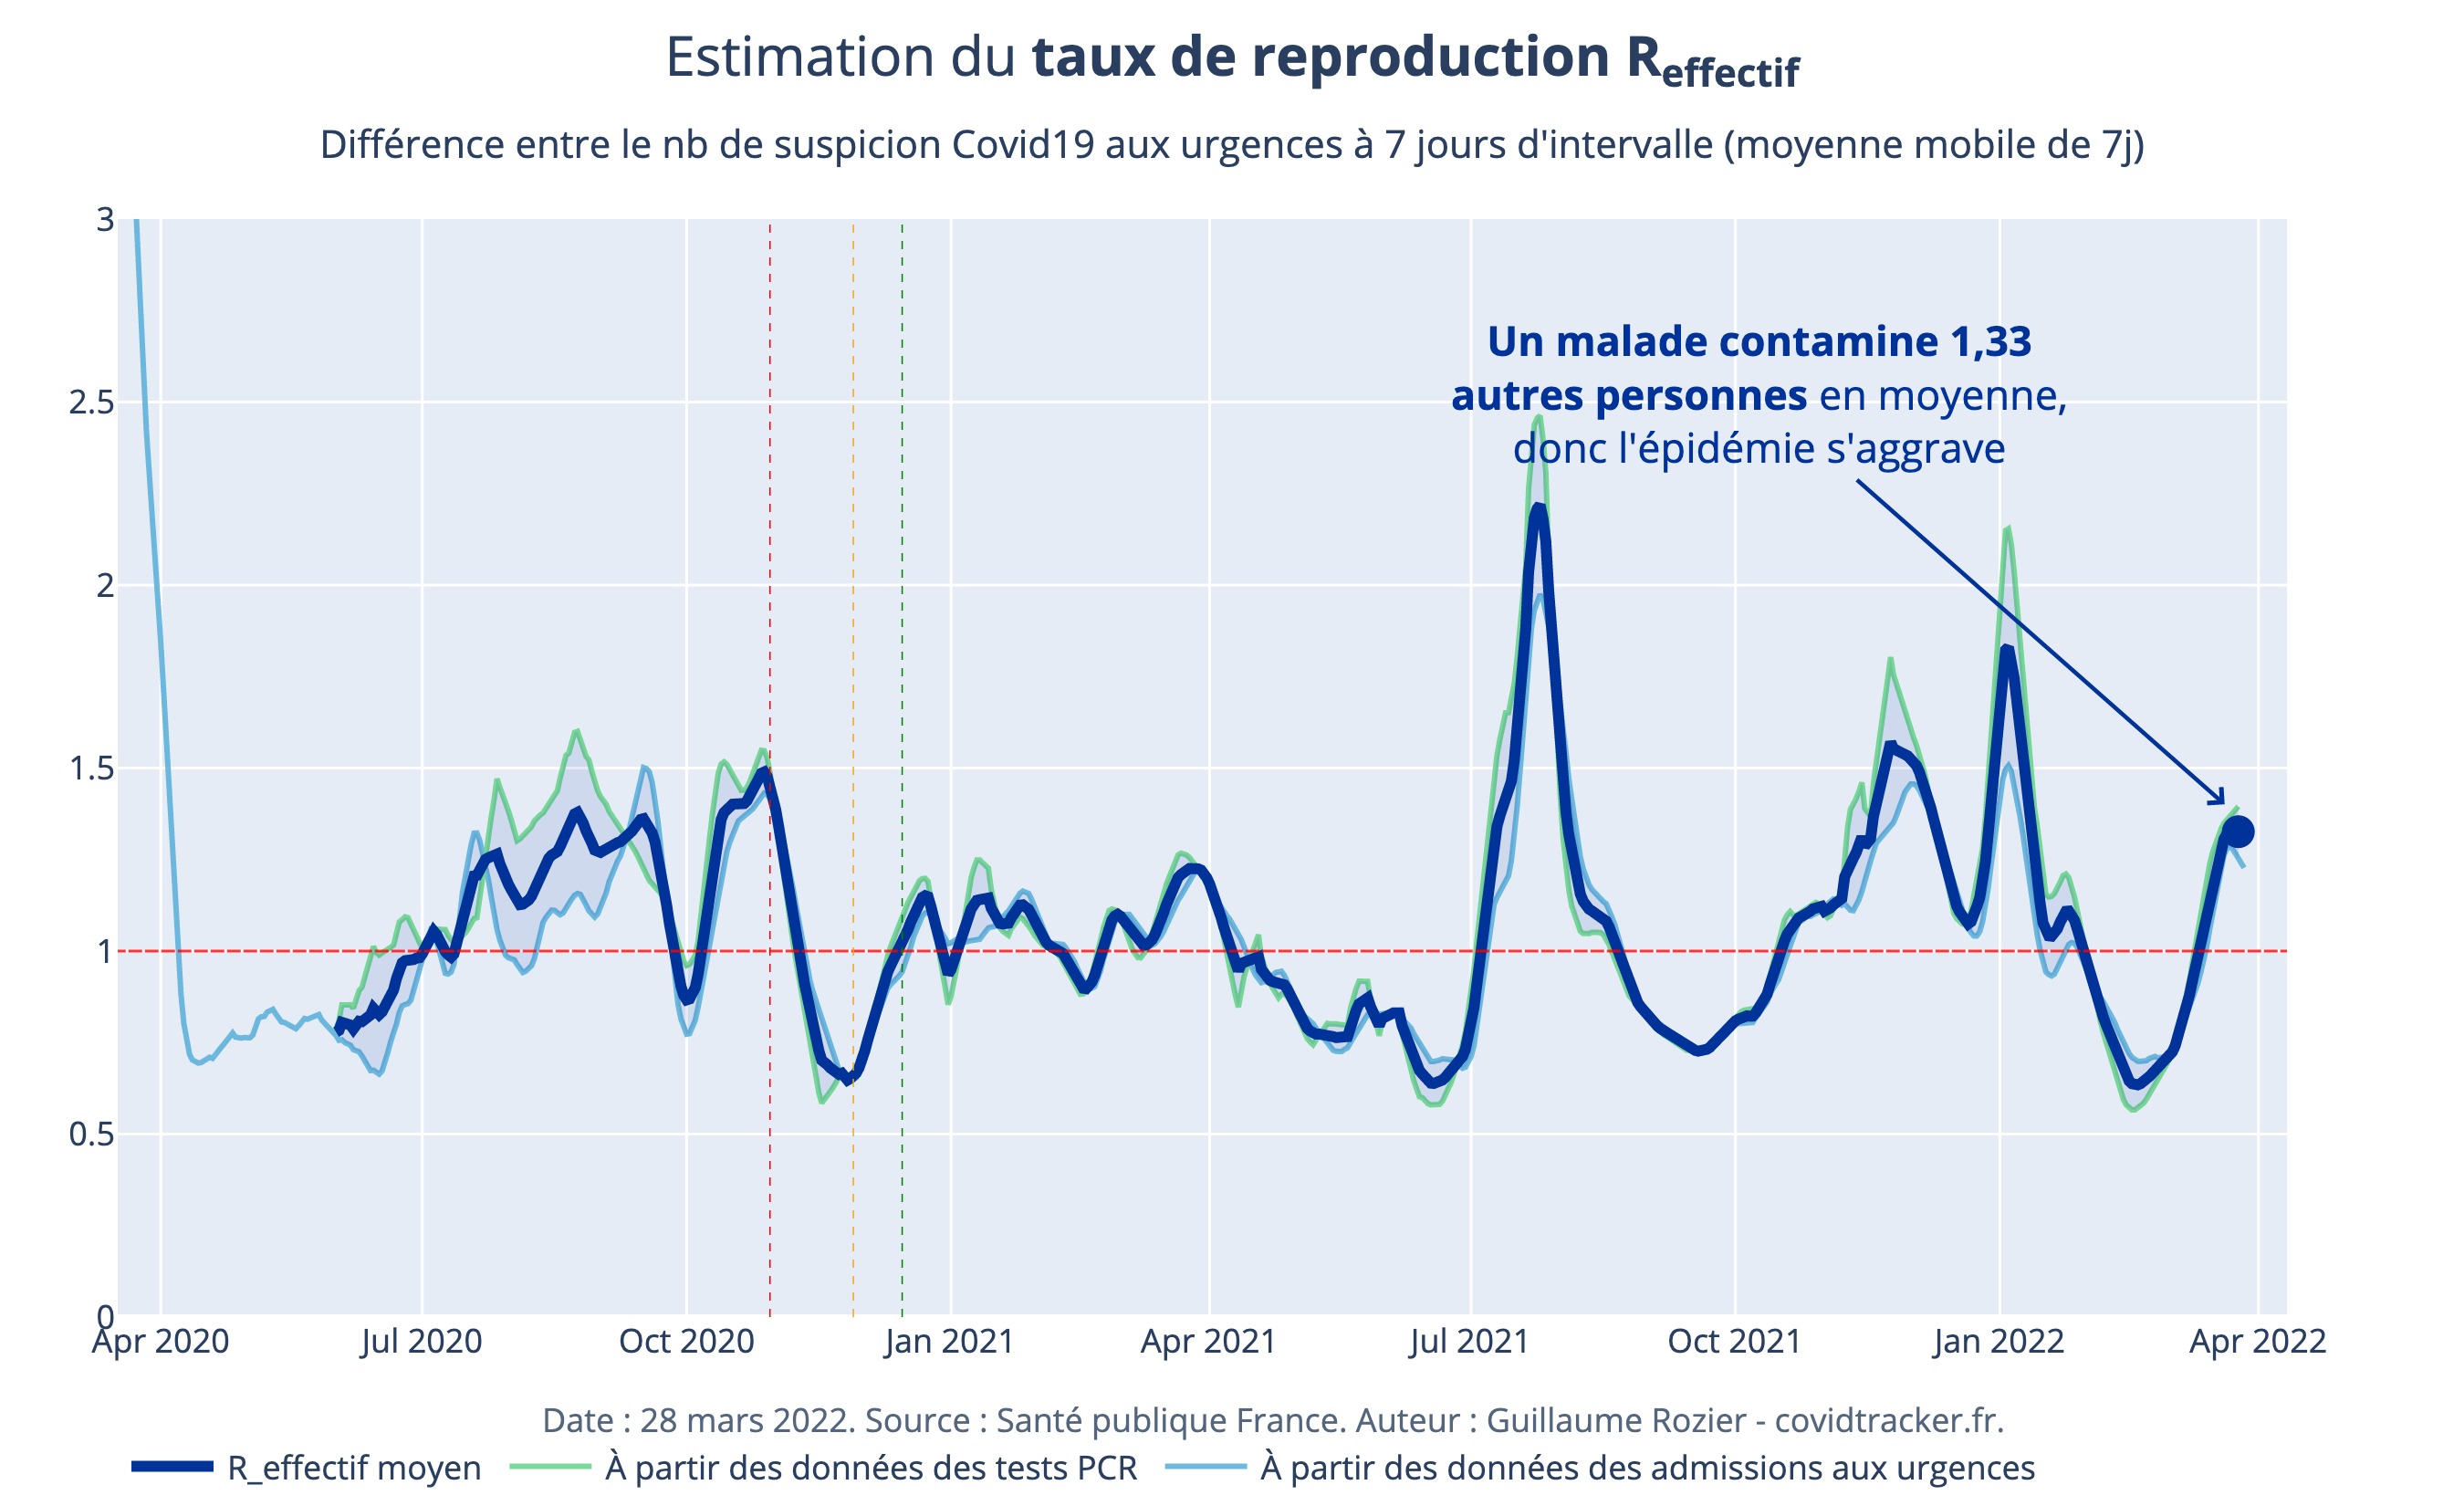 Estimation du taux de reproduction Reffectif
Différence entre le nb de suspicion Covid19 aux urgences à 7 jours d'intervalle (moyenne mobile de 7j)
3
2.5
2
1.5
1
0.5
0
Un malade contamine 1,33
autres personnes en moyenne,
donc l'épidémie s'aggrave
Apr 2020 Jul 2020 Oct 2020 Jan 2021 Apr 2021 Jul 2021 Oct 2021 Jan 2022 Apr 2022
Date : 28 mars 2022. Source : Santé publique France. Auteur : Guillaume Rozier - covidtracker.fr.
R_effectif moyen À partir des données des tests PCR À partir des données des admissions aux urgences